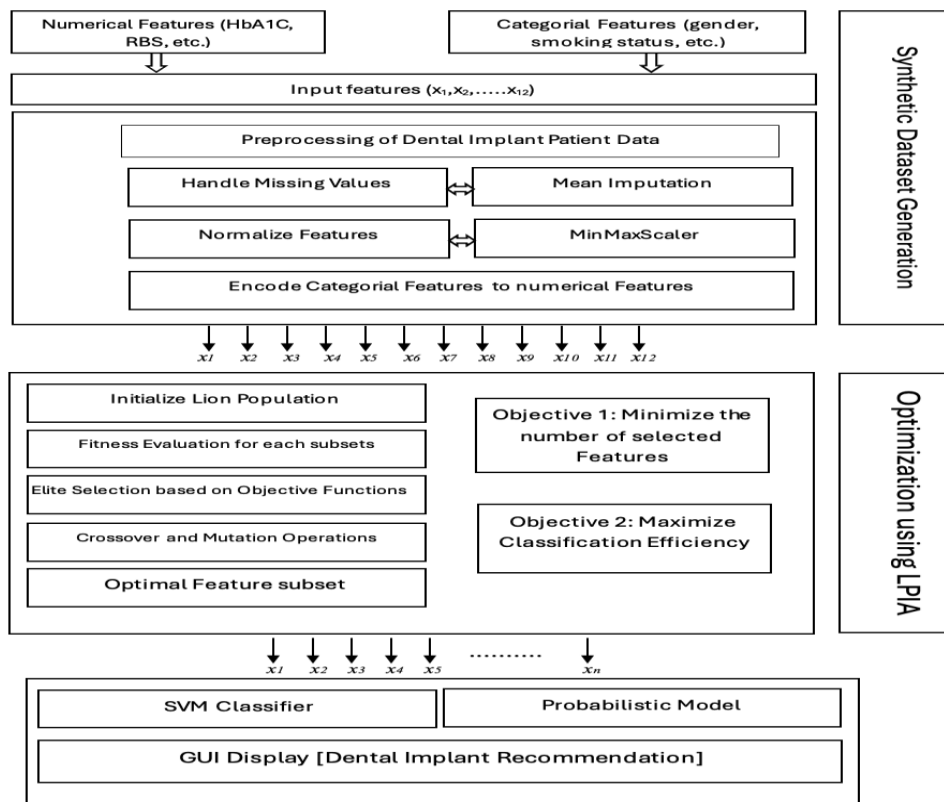 Numerical Features (HbA1C,
RBS, etc.)
Categorial Features (gender,
smoking status, etc.)
Input features (x₁,x₂,.....x₁₂)
Preprocessing of Dental Implant Patient Data
Handle Missing Values
Mean Imputation
Normalize Features
MinMaxScaler
Encode Categorial Features to numerical Features
Synthetic Dataset Generation
x1 x2 x3 x4 x5 x6 x7 x8 x9 x10 x11 x12
Initialize Lion Population
Fitness Evaluation for each subsets
Elite Selection based on Objective Functions
Crossover and Mutation Operations
Optimal Feature subset
Objective 1: Minimize the
number of selected
Features
Objective 2: Maximize
Classification Efficiency
Optimization using LPIA
x1 x2 x3 x4 x5 .......... xn
SVM Classifier
Probabilistic Model
GUI Display [Dental Implant Recommendation]